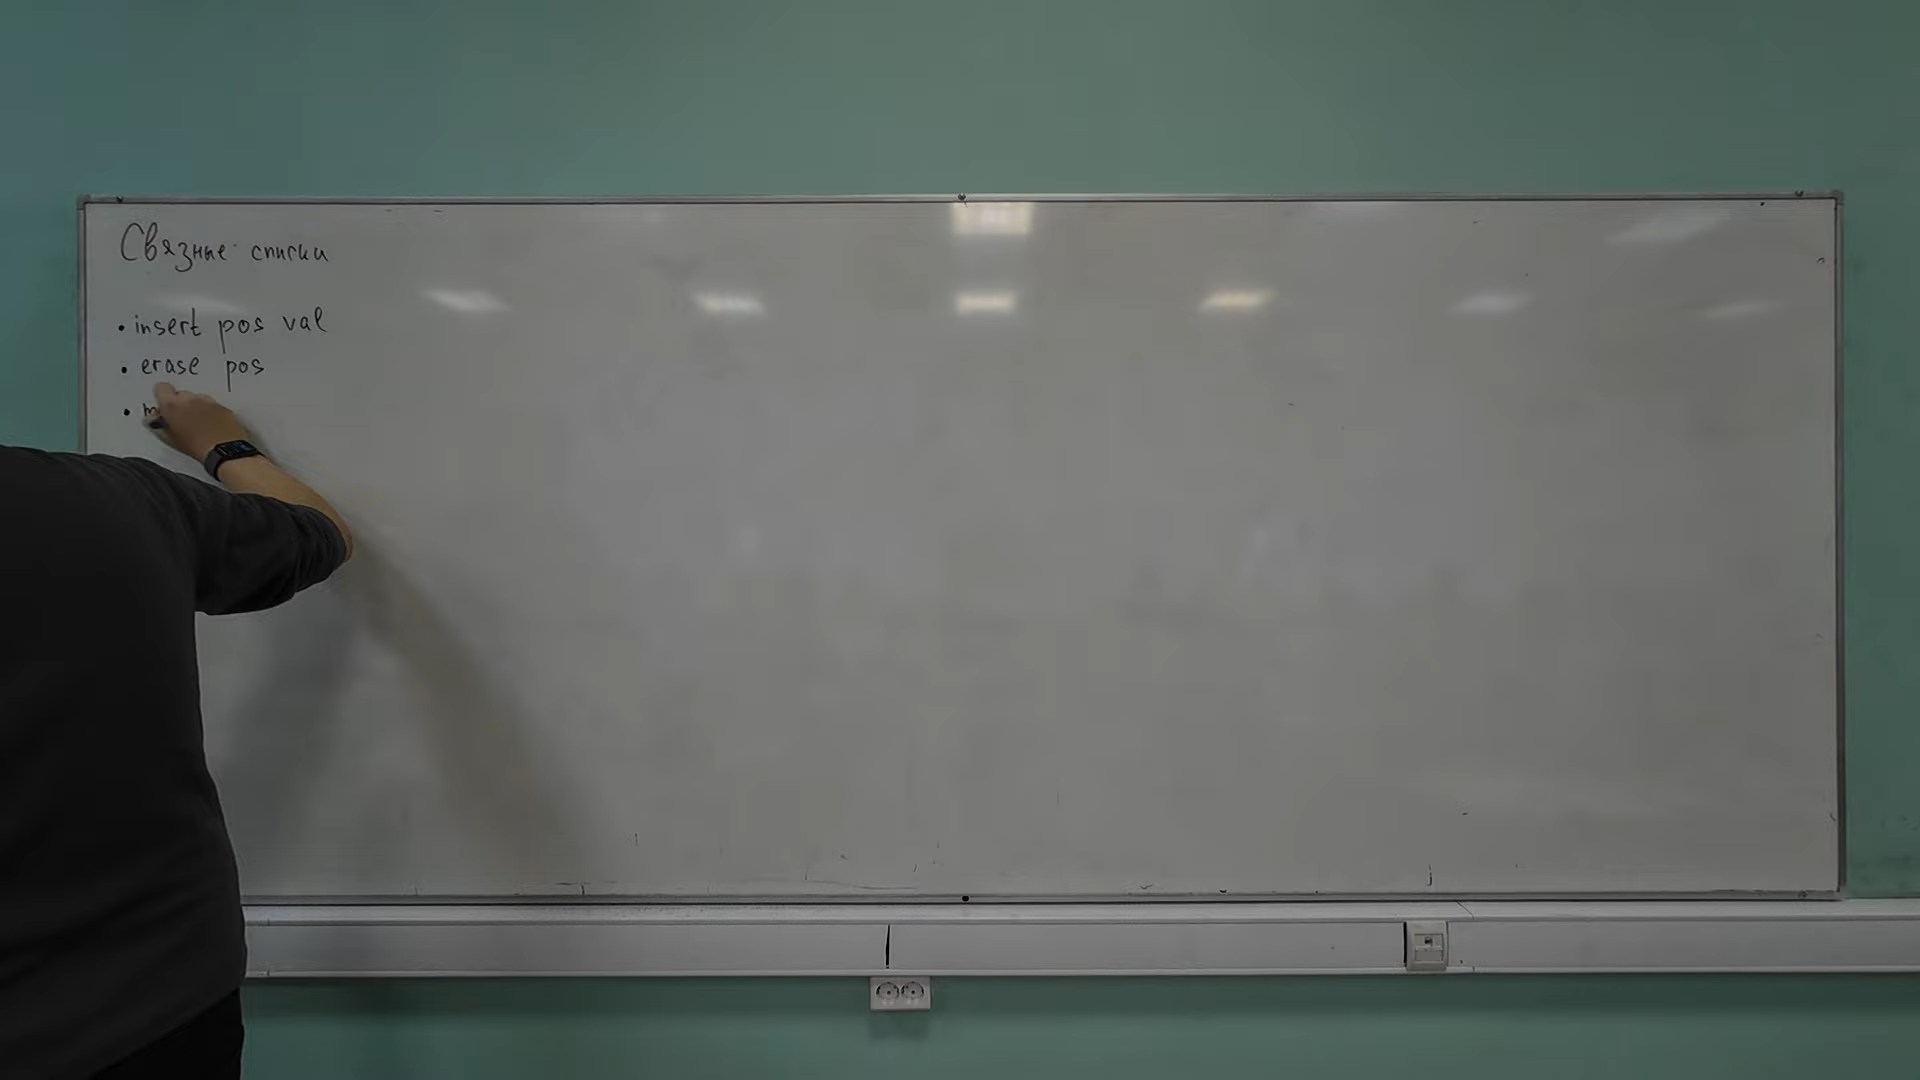 Связные списки
• insert pos val
• erase pos
•